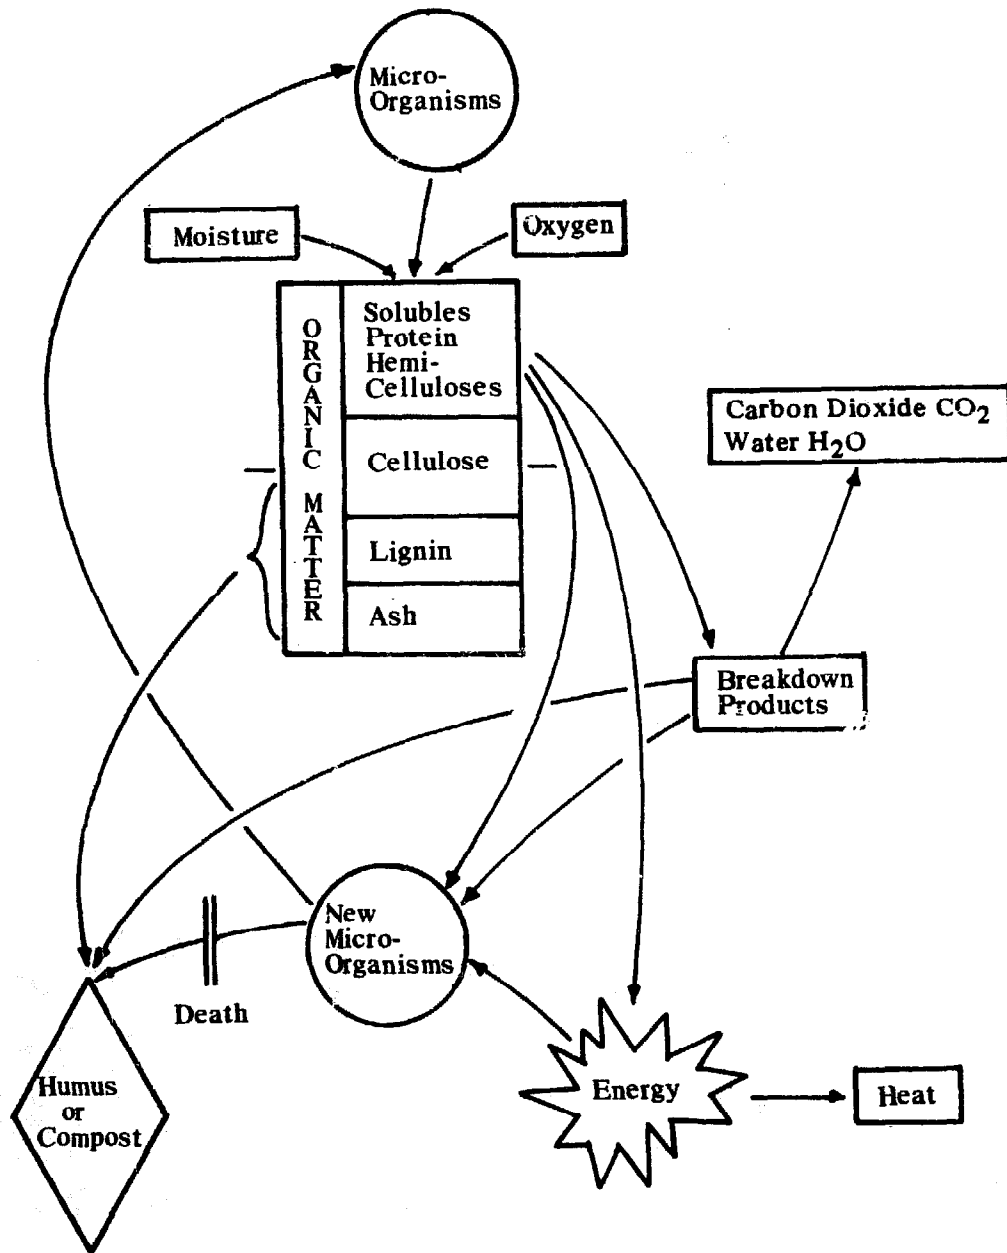 Micro-
Organisms
Moisture
Oxygen
ORGANIC MATTER
Solubles
Protein
Hemi-
Celluloses
Cellulose
Lignin
Ash
Carbon Dioxide CO₂
Water H₂O
Breakdown
Products
New
Micro-
Organisms
Death
Humus
or
Compost
Energy
Heat